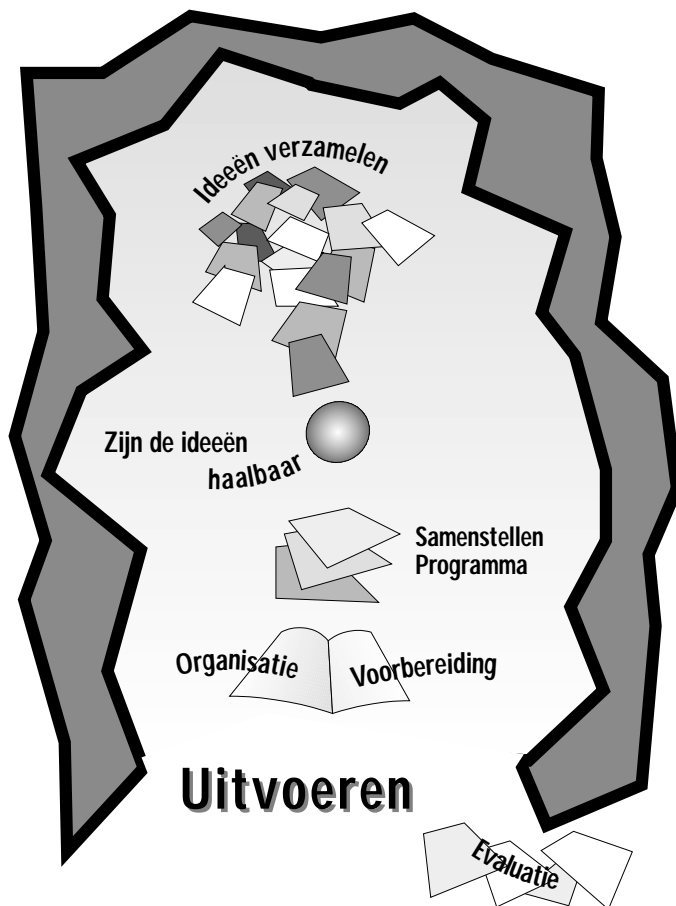 Ideeën verzamelen
Zijn de ideeën
haalbaar
Samenstellen
Programma
Organisatie
Voorbereiding
Uitvoeren
Evaluatie